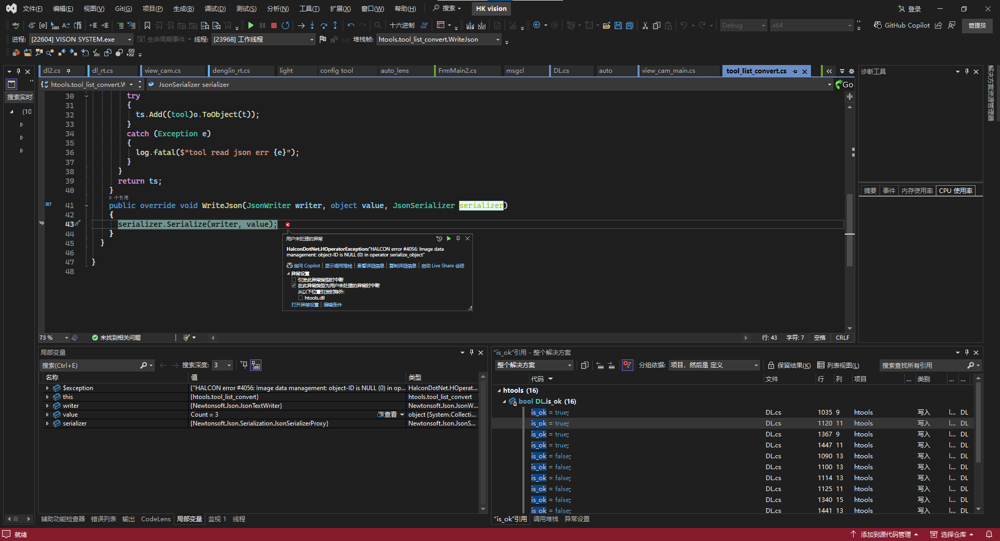 文件(F) 编辑(E) 视图(V) Git(G) 项目(P) 生成(B) 调试(D) 测试(S) 分析(N) 工具(T) 扩展(X) 窗口(W) 帮助(H) 搜索 HK vision 登录
十六进制 Debug x64 GitHub Copilot 管理员
进程: [22604] VISON SYSTEM.exe 生命周期事件 线程: [23968] 工作线程 堆栈帧: htools.tool_list_convert.WriteJson
dl2.cs dl_rt.cs view_cam.cs denglin_rt.cs light config tool auto_lens FrmMain2.cs msgcl DL.cs auto view_cam_main.cs tool_list_convert.cs
htools.tool_list_convert.W JsonSerializer serializer Go
搜索实时
(10
30 try
31 {
32 ts.Add((tool)o.ToObject(t));
33 }
34 catch (Exception e)
35 {
36 log.fatal($"tool read json err {e}");
37 }
38 }
39 return ts;
40 }
0 个引用
41 public override void WriteJson(JsonWriter writer, object value, JsonSerializer serializer)
42 {
43 serializer.Serialize(writer, value);
44 }
45 }
46
47 }
48
用户未处理的异常
HalconDotNet.HOperatorException:"HALCON error #4056: Image data
management: object-ID is NULL (0) in operator serialize_object"
询问 Copilot | 显示调用堆栈 | 查看详细信息 | 复制详细信息 | 启动 Live Share 会话
异常设置
引发此异常类型时中断
在此异常类型为用户未处理的异常时中断
从以下位置引发时除外:
htools.dll
打开异常设置 | 编辑条件
73 % 未找到相关问题 行: 43 字符: 7 空格 CRLF
诊断工具
摘要 事件 内存使用率 CPU 使用率
解决方案资源管理器
局部变量
搜索(Ctrl+E) 搜索深度: 3
名称 值 类型
$exception {"HALCON error #4056: Image data management: object-ID is NULL (0) in op... HalconDotNet.HOperat...
this {htools.tool_list_convert} htools.tool_list_convert
writer {Newtonsoft.Json.JsonTextWriter} Newtonsoft.Json.JsonW...
value Count = 3 查看 object {System.Collecti...
serializer {Newtonsoft.Json.Serialization.JsonSerializerProxy} Newtonsoft.Json.JsonS...
辅助功能检查器 错误列表 输出 CodeLens 局部变量 监视 1 线程
"is_ok"引用 - 整个解决方案
整个解决方案 分组依据: 项目，然后是 定义 保留结果(K) 列表视图(L) 搜索查找所有引用
代码 文件 行 列 项目 ... 类别 ... ...
htools (16)
bool DL.is_ok (16)
is_ok = true; DL.cs 1035 9 htools 写入 I... DL
is_ok = true; DL.cs 1120 11 htools 写入 I... DL
is_ok = true; DL.cs 1367 9 htools 写入 I... DL
is_ok = true; DL.cs 1447 11 htools 写入 I... DL
is_ok = false; DL.cs 1090 13 htools 写入 I... DL
is_ok = false; DL.cs 1100 13 htools 写入 I... DL
is_ok = false; DL.cs 1114 13 htools 写入 I... DL
is_ok = false; DL.cs 1125 11 htools 写入 I... DL
is_ok = false; DL.cs 1340 15 htools 写入 I... DL
is_ok = false; DL.cs 1441 13 htools 写入 I... DL
"is_ok"引用 调用堆栈 异常设置
就绪 添加到源代码管理 选择仓库